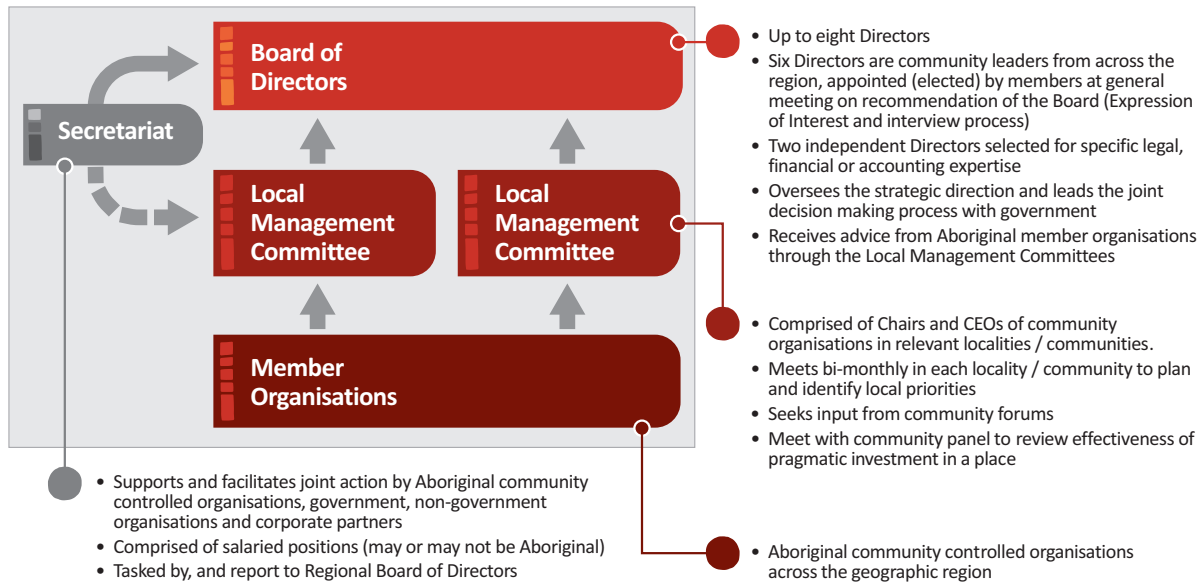 Board of
Directors
Secretariat
Local
Management
Committee
Local
Management
Committee
Member
Organisations
• Up to eight Directors
• Six Directors are community leaders from across the
region, appointed (elected) by members at general
meeting on recommendation of the Board (Expression
of Interest and interview process)
• Two independent Directors selected for specific legal,
financial or accounting expertise
• Oversees the strategic direction and leads the joint
decision making process with government
• Receives advice from Aboriginal member organisations
through the Local Management Committees
• Comprised of Chairs and CEOs of community
organisations in relevant localities / communities.
• Meets bi-monthly in each locality / community to plan
and identify local priorities
• Seeks input from community forums
• Meet with community panel to review effectiveness of
pragmatic investment in a place
• Supports and facilitates joint action by Aboriginal community
controlled organisations, government, non-government
organisations and corporate partners
• Comprised of salaried positions (may or may not be Aboriginal)
• Tasked by, and report to Regional Board of Directors
• Aboriginal community controlled organisations
across the geographic region